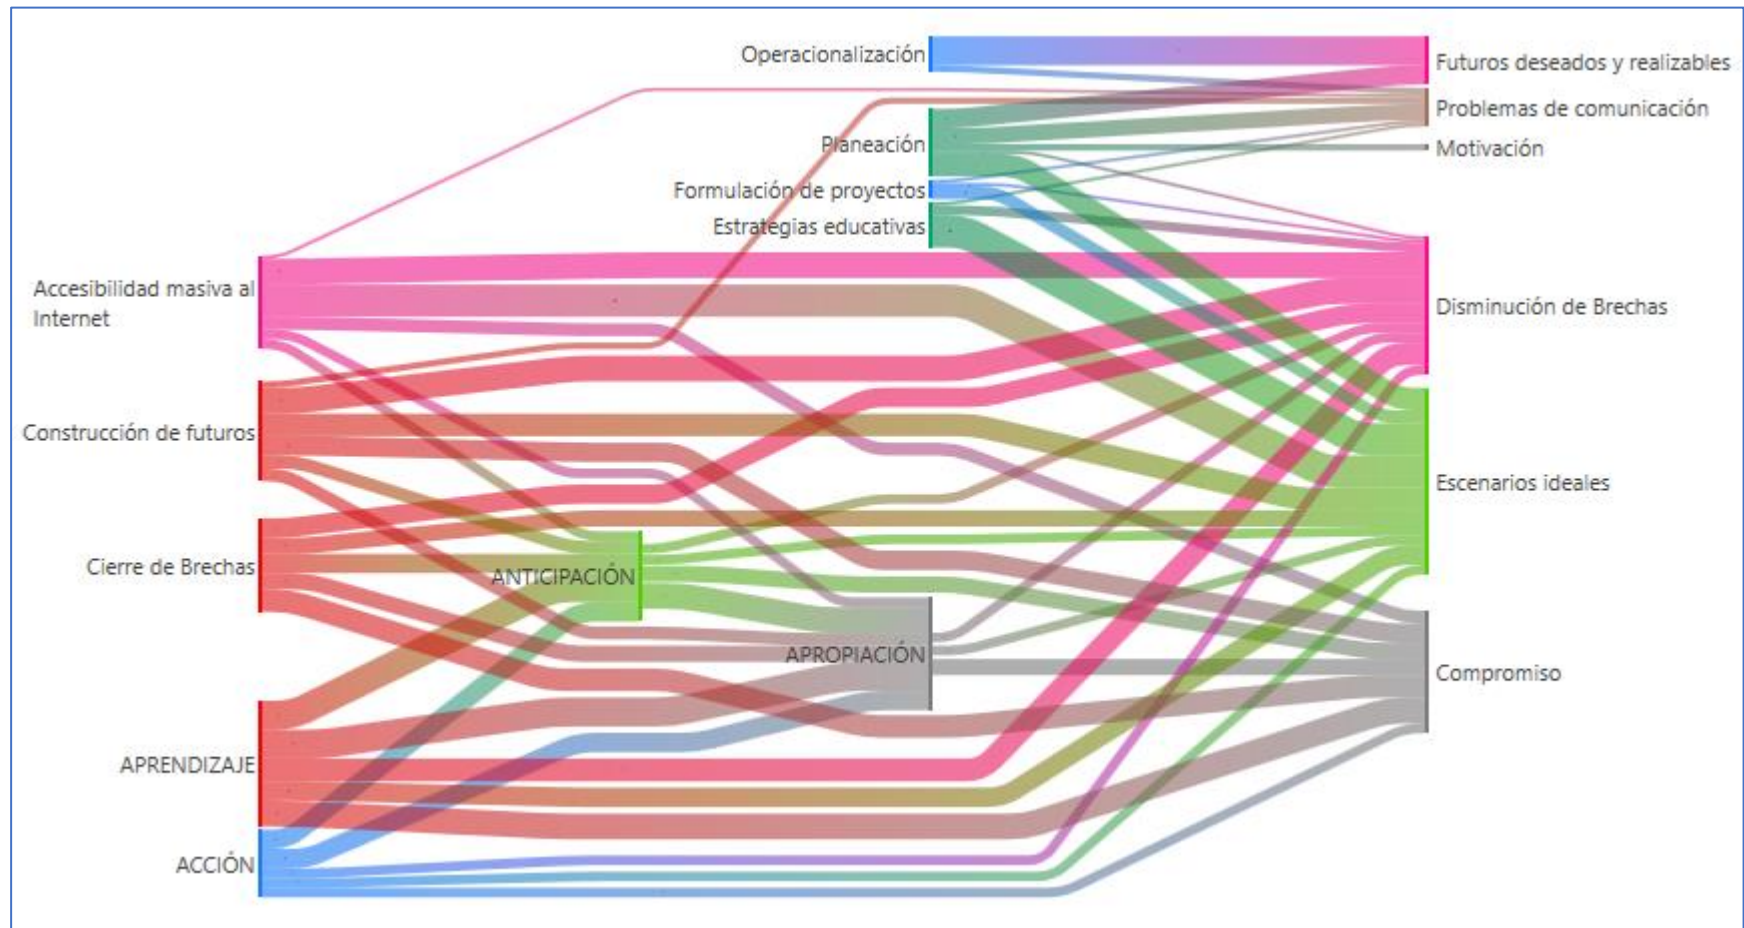 Operacionalización
Futuros deseados y realizables
Problemas de comunicación
Planeación
Motivación
Formulación de proyectos
Estrategias educativas
Accesibilidad masiva al
Internet
Disminución de Brechas
Construcción de futuros
Escenarios ideales
Cierre de Brechas
ANTICIPACIÓN
APROPIACIÓN
Compromiso
APRENDIZAJE
ACCIÓN